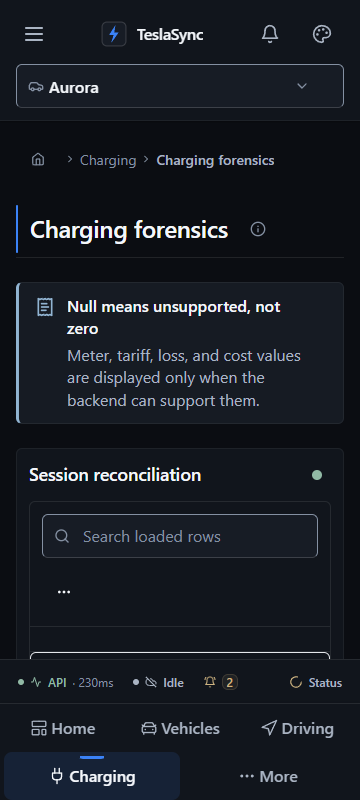 TeslaSync
Aurora
Charging
Charging forensics
Charging forensics
Null means unsupported, not
zero
Meter, tariff, loss, and cost values
are displayed only when the
backend can support them.
Session reconciliation
Search loaded rows
...
API · 230ms
Idle
2
Status
Home
Vehicles
Driving
Charging
More